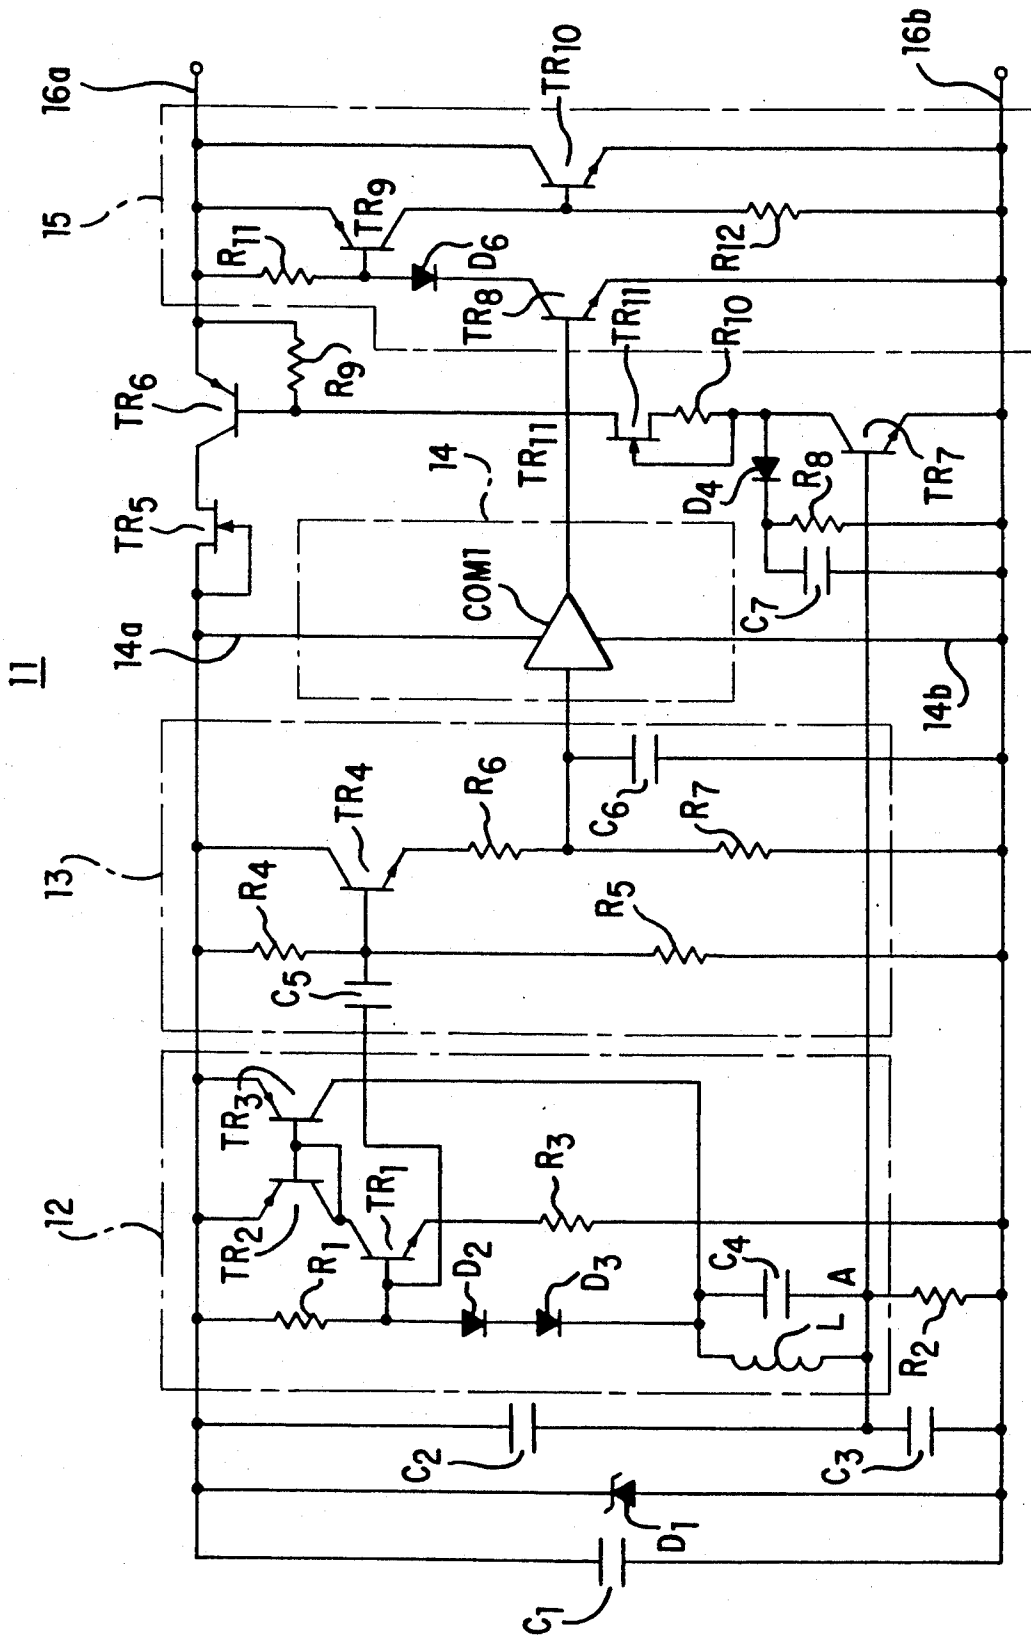 11
16a
15
TR10
16b
R11
TR9
D6
R12
TR8
TR6
R9
TR11
R10
TR11
14
TR5
D4
R8
TR7
C7
COM1
14a
14b
13
R4
TR4
R6
C6
R7
C5
R5
12
TR3
TR2
TR1
R3
R1
D2
D3
C4
A
L
R2
C2
C3
D1
C1